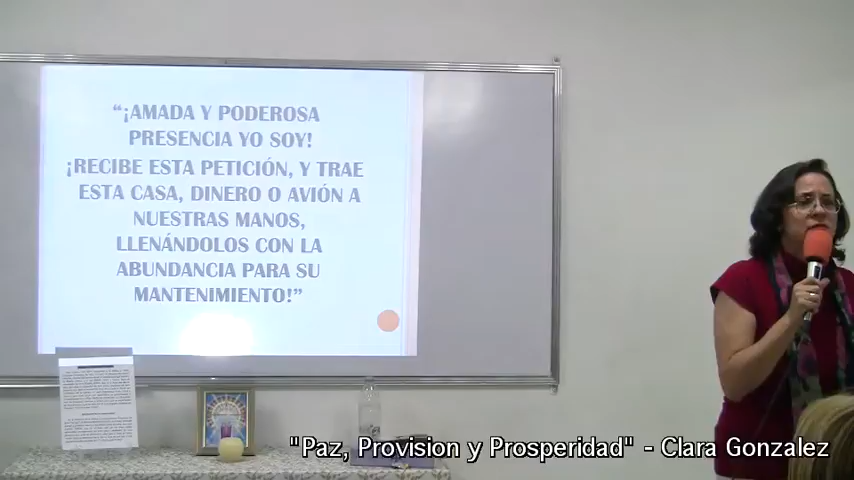 “¡AMADA Y PODEROSA
PRESENCIA YO SOY!
¡RECIBE ESTA PETICIÓN, Y TRAE
ESTA CASA, DINERO O AVIÓN A
NUESTRAS MANOS,
LLENÁNDOLOS CON LA
ABUNDANCIA PARA SU
MANTENIMIENTO!”
"Paz, Provision y Prosperidad" - Clara Gonzalez